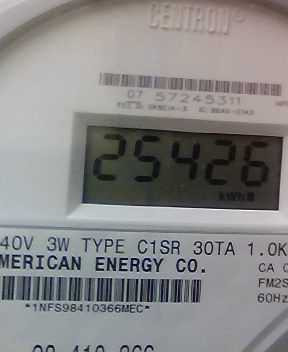 CENTRON®
07 57245311
25426
kWh
40V 3W TYPE C1SR 30TA 1.0K
MERICAN ENERGY CO.
CA 0
FM2S
60Hz
*1NFS98410366MEC*